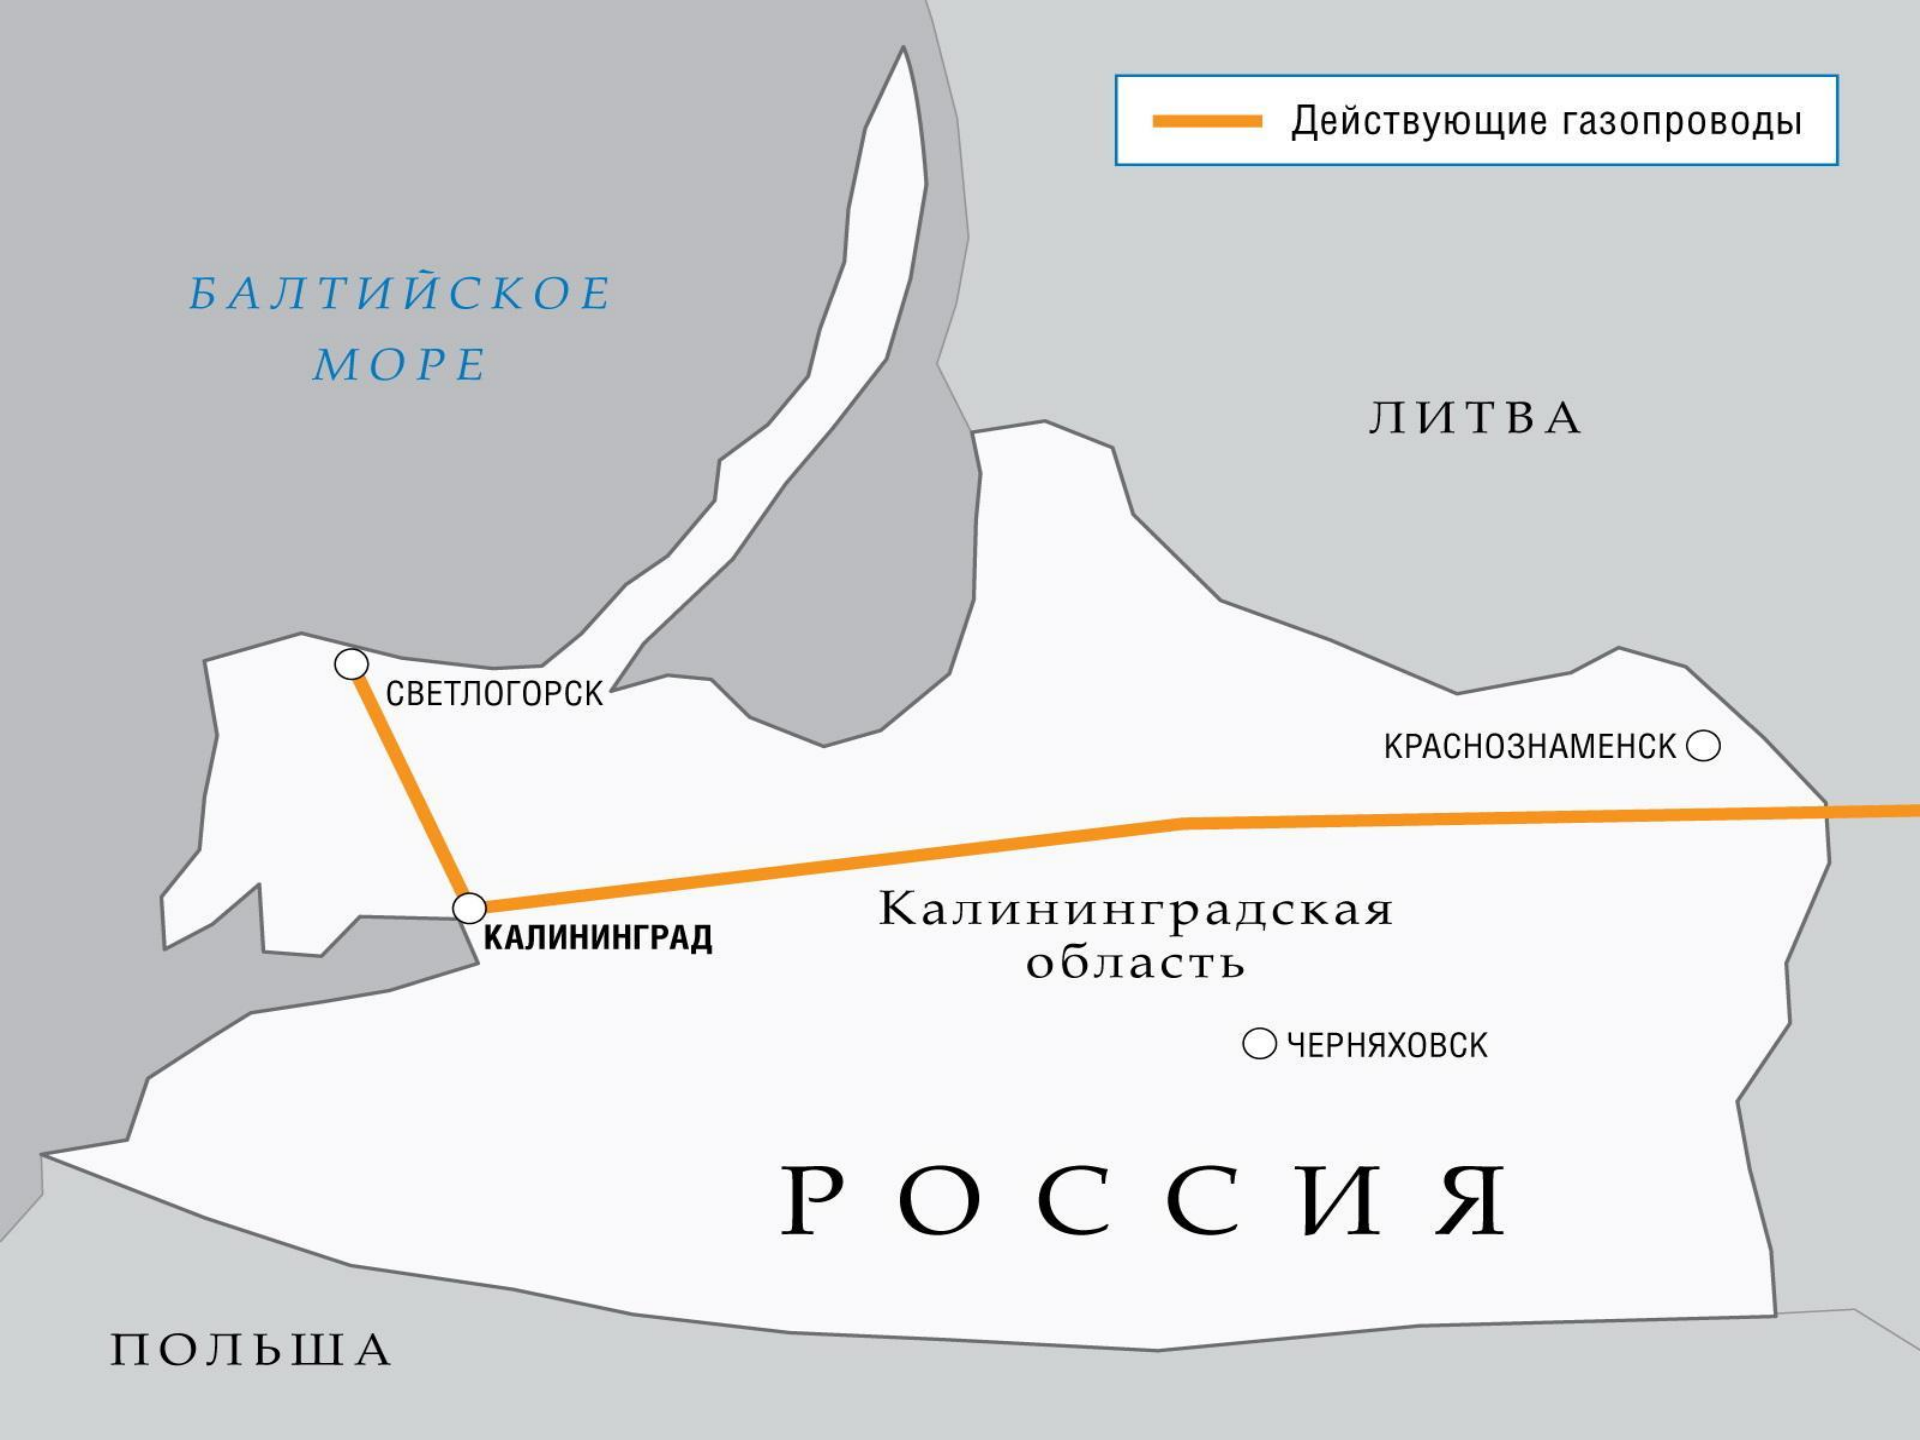 Действующие газопроводы
БАЛТИЙСКОЕ
МОРЕ
ЛИТВА
СВЕТЛОГОРСК
КРАСНОЗНАМЕНСК
КАЛИНИНГРАД
Калининградская
область
ЧЕРНЯХОВСК
РОССИЯ
ПОЛЬША